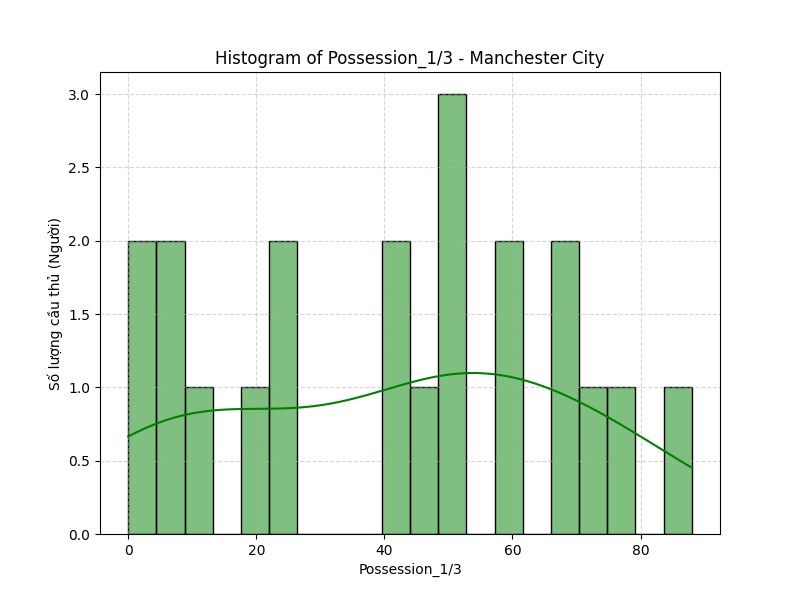 Histogram of Possession_1/3 - Manchester City
Số lượng cầu thủ (Người)
3.0
2.5
2.0
1.5
1.0
0.5
0.0
0 20 40 60 80
Possession_1/3